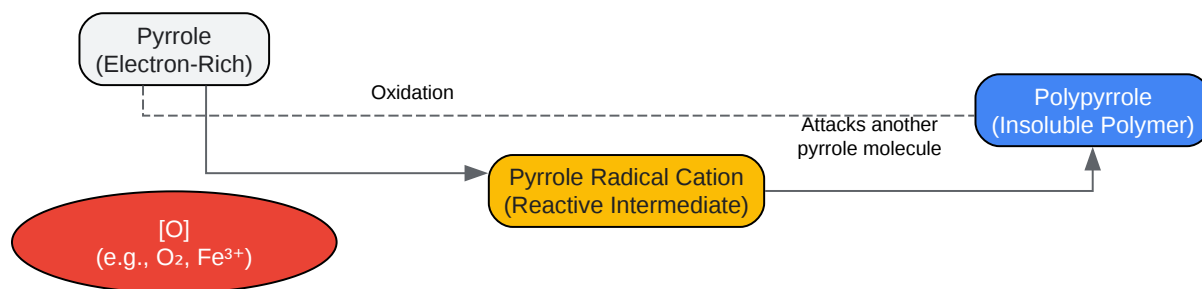 Pyrrole
(Electron-Rich)
Oxidation
Polypyrrole
(Insoluble Polymer)
Attacks another
pyrrole molecule
Pyrrole Radical Cation
(Reactive Intermediate)
[O]
(e.g., O₂, Fe³⁺)